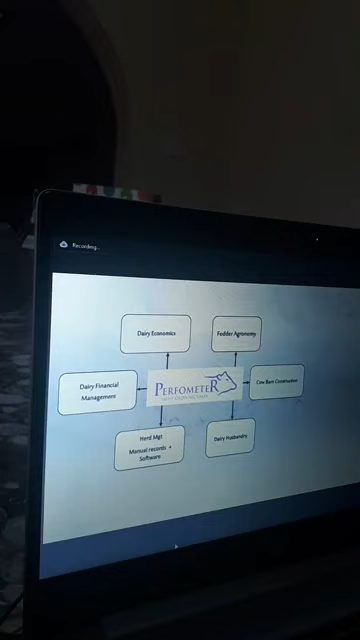 Recording...
Dairy Economics
Fodder Agronomy
Dairy Financial
Management
PERFOMETER
Cow Barn Construction
Herd Mgt
Manual records +
Software
Dairy Husbandry